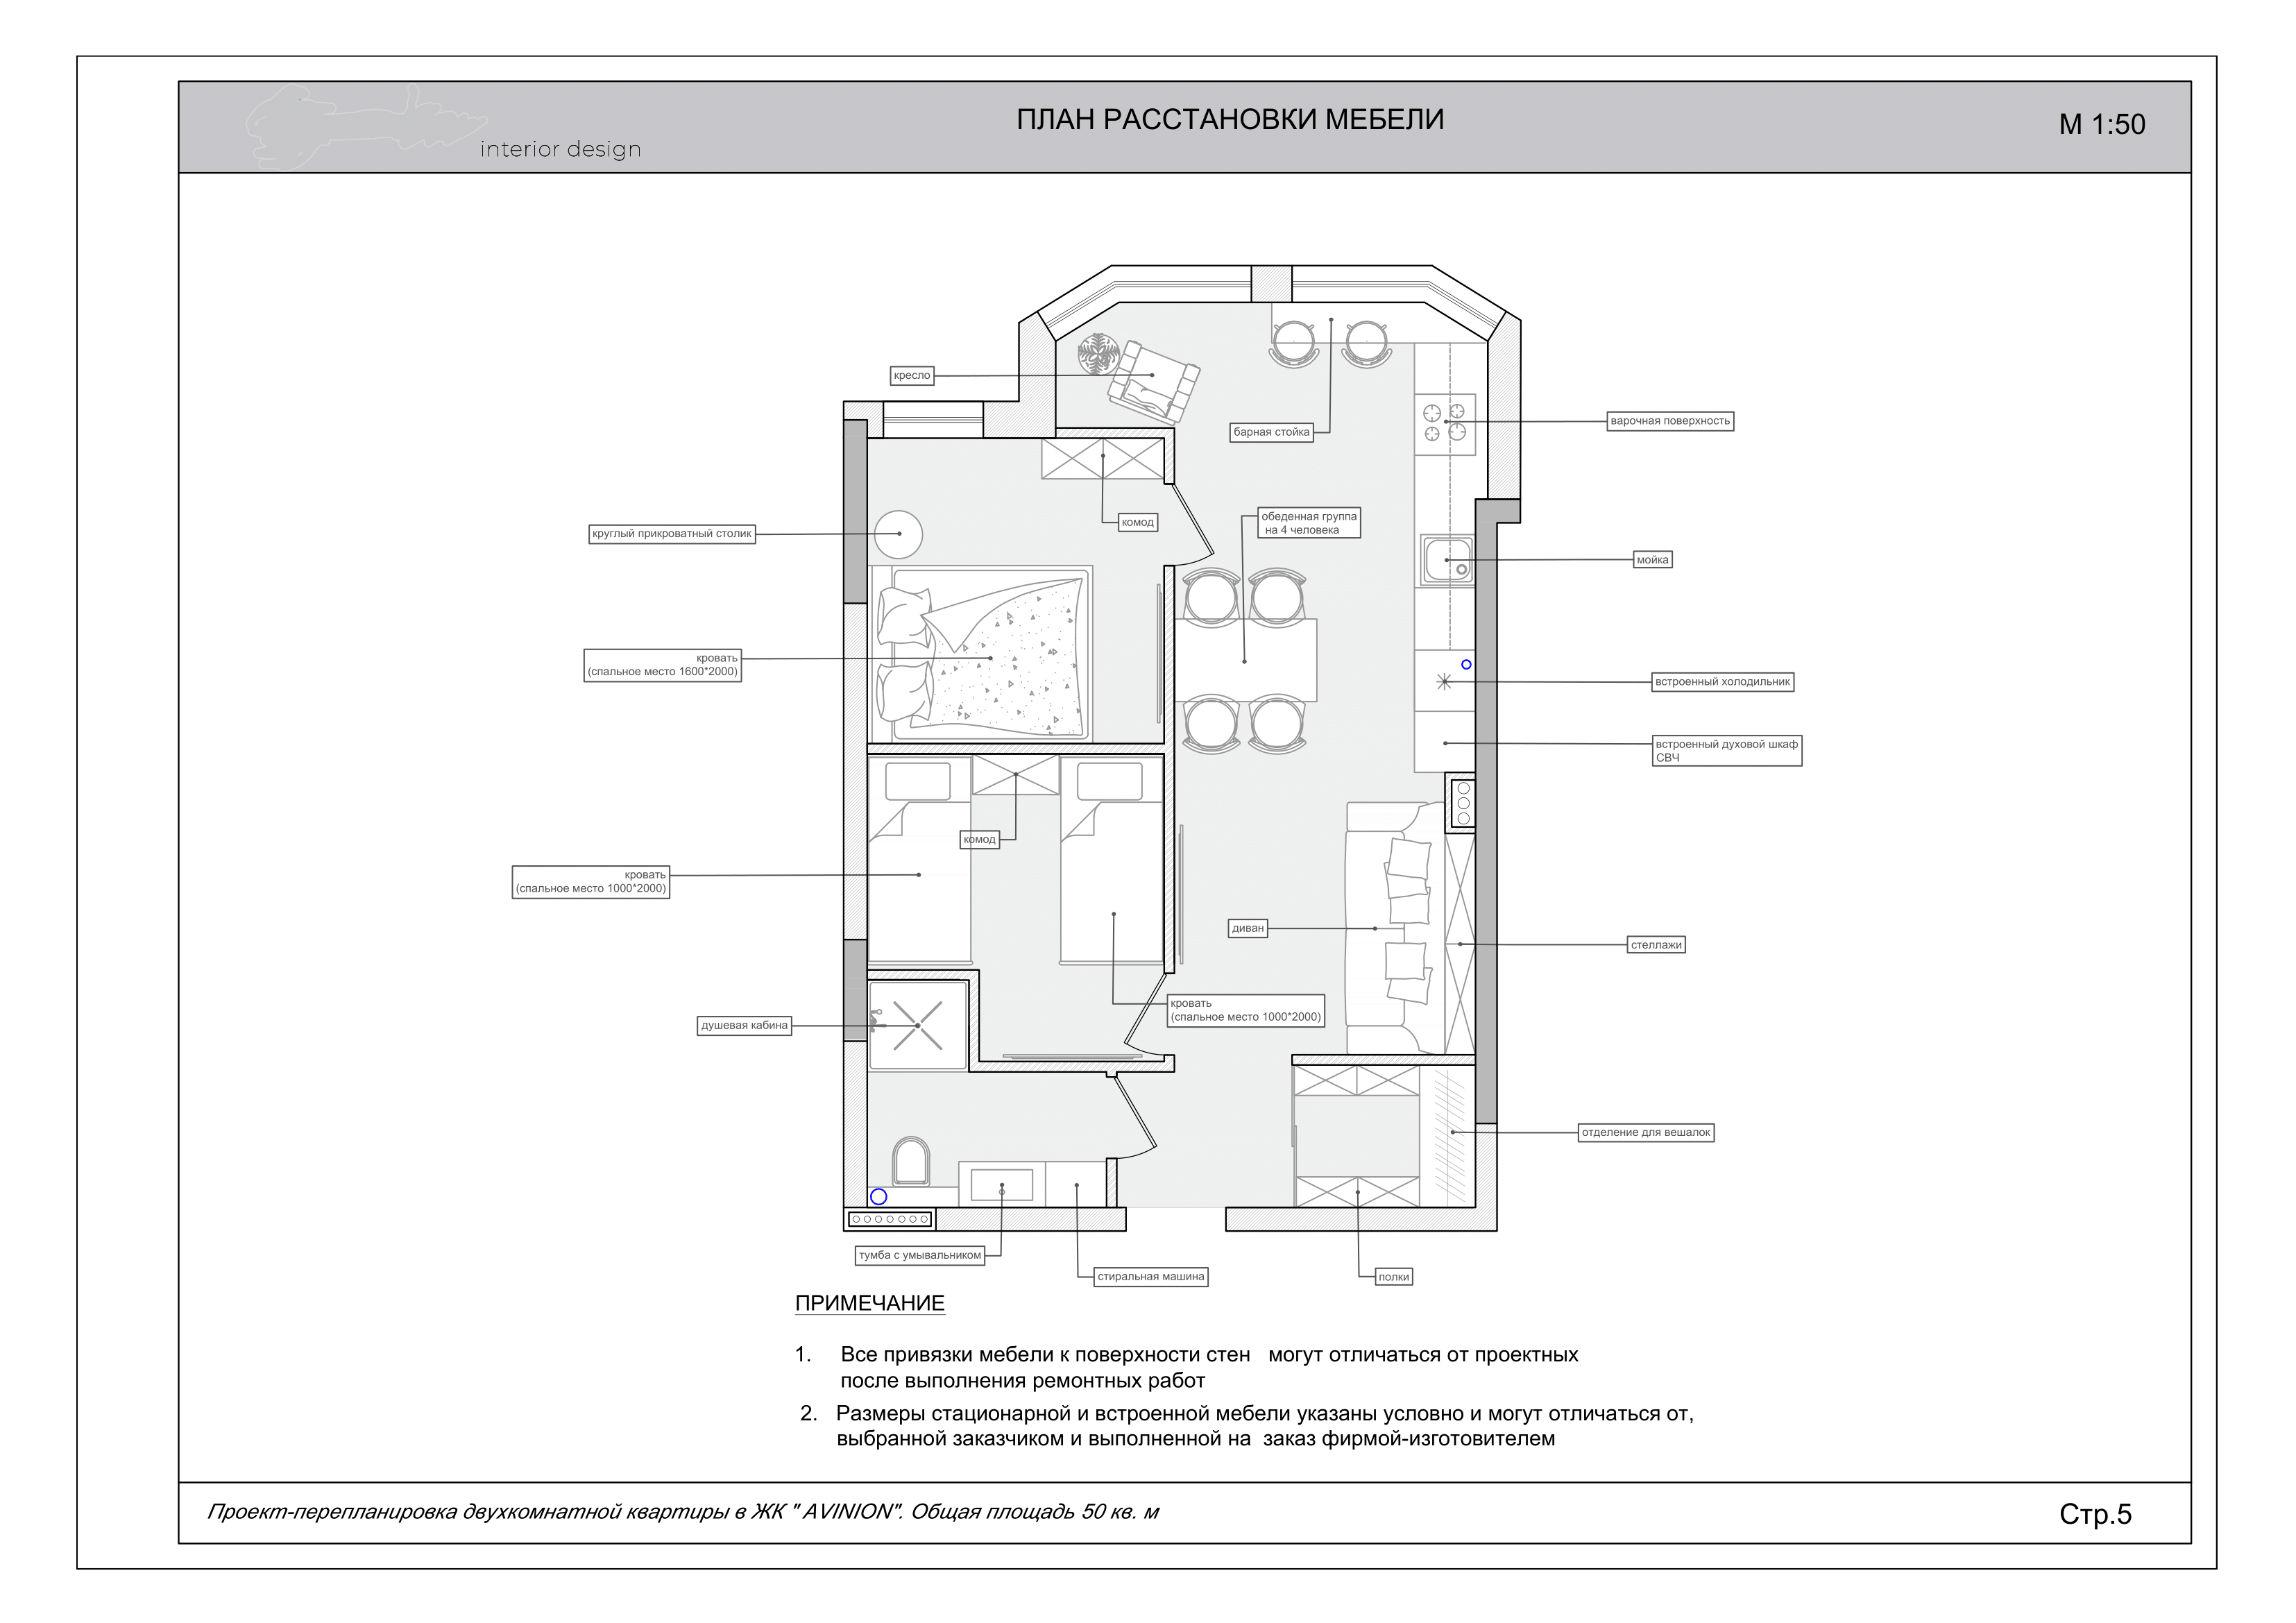 ПЛАН РАССТАНОВКИ МЕБЕЛИ
М 1:50
interior design
кресло
барная стойка
варочная поверхность
круглый прикроватный столик
комод
обеденная группа
на 4 человека
мойка
кровать
(спальное место 1600*2000)
встроенный холодильник
встроенный духовой шкаф
СВЧ
комод
кровать
(спальное место 1000*2000)
диван
стеллажи
кровать
(спальное место 1000*2000)
душевая кабина
отделение для вешалок
тумба с умывальником
стиральная машина
полки
ПРИМЕЧАНИЕ
1. Все привязки мебели к поверхности стен могут отличаться от проектных
после выполнения ремонтных работ
2. Размеры стационарной и встроенной мебели указаны условно и могут отличаться от,
выбранной заказчиком и выполненной на заказ фирмой-изготовителем
Проект-перепланировка двухкомнатной квартиры в ЖК " AVINION". Общая площадь 50 кв. м
Стр.5